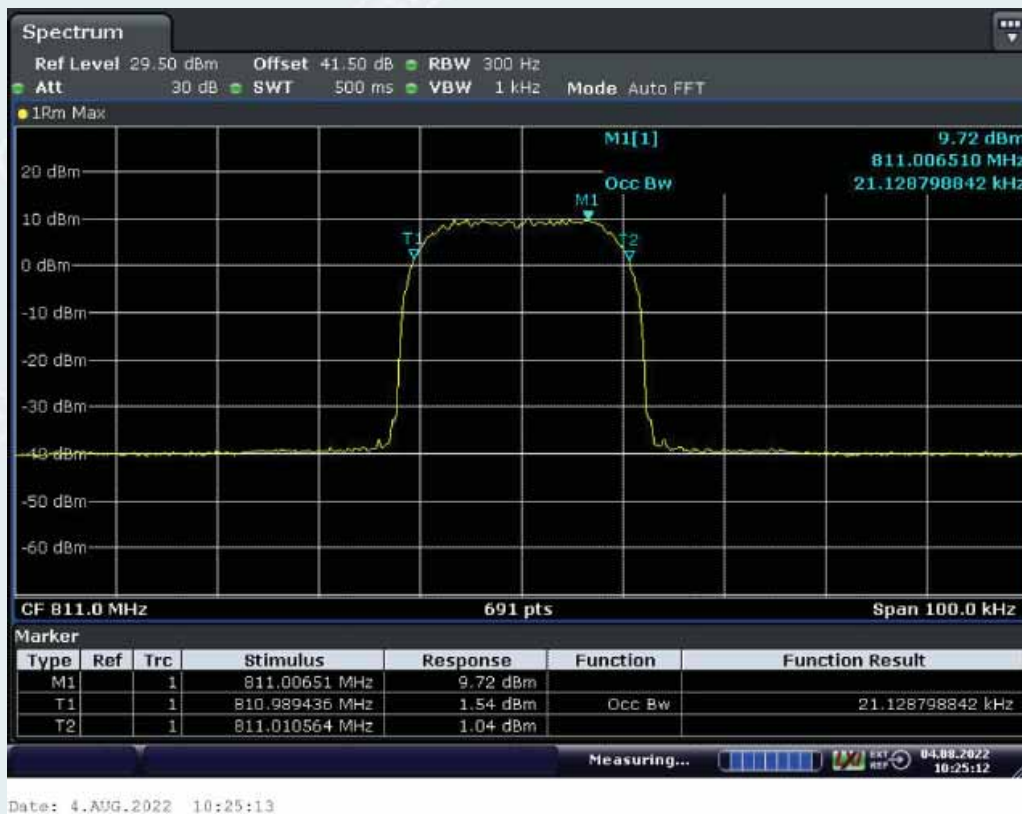 Spectrum
Ref Level 29.50 dBm Offset 41.50 dB RBW 300 Hz
Att 30 dB SWT 500 ms VBW 1 kHz Mode Auto FFT
1Rm Max
M1[1] 9.72 dBm
811.006510 MHz
Occ Bw 21.128798842 kHz
20 dBm
M1
10 dBm
T1 T2
0 dBm
-10 dBm
-20 dBm
-30 dBm
-40 dBm
-50 dBm
-60 dBm
CF 811.0 MHz 691 pts Span 100.0 kHz
Marker
Type Ref Trc Stimulus Response Function Function Result
M1 1 811.00651 MHz 9.72 dBm
T1 1 810.989436 MHz 1.54 dBm Occ Bw 21.128798842 kHz
T2 1 811.010564 MHz 1.04 dBm
Measuring... LXI EXT REF 04.08.2022
10:25:12
Date: 4.AUG.2022 10:25:13